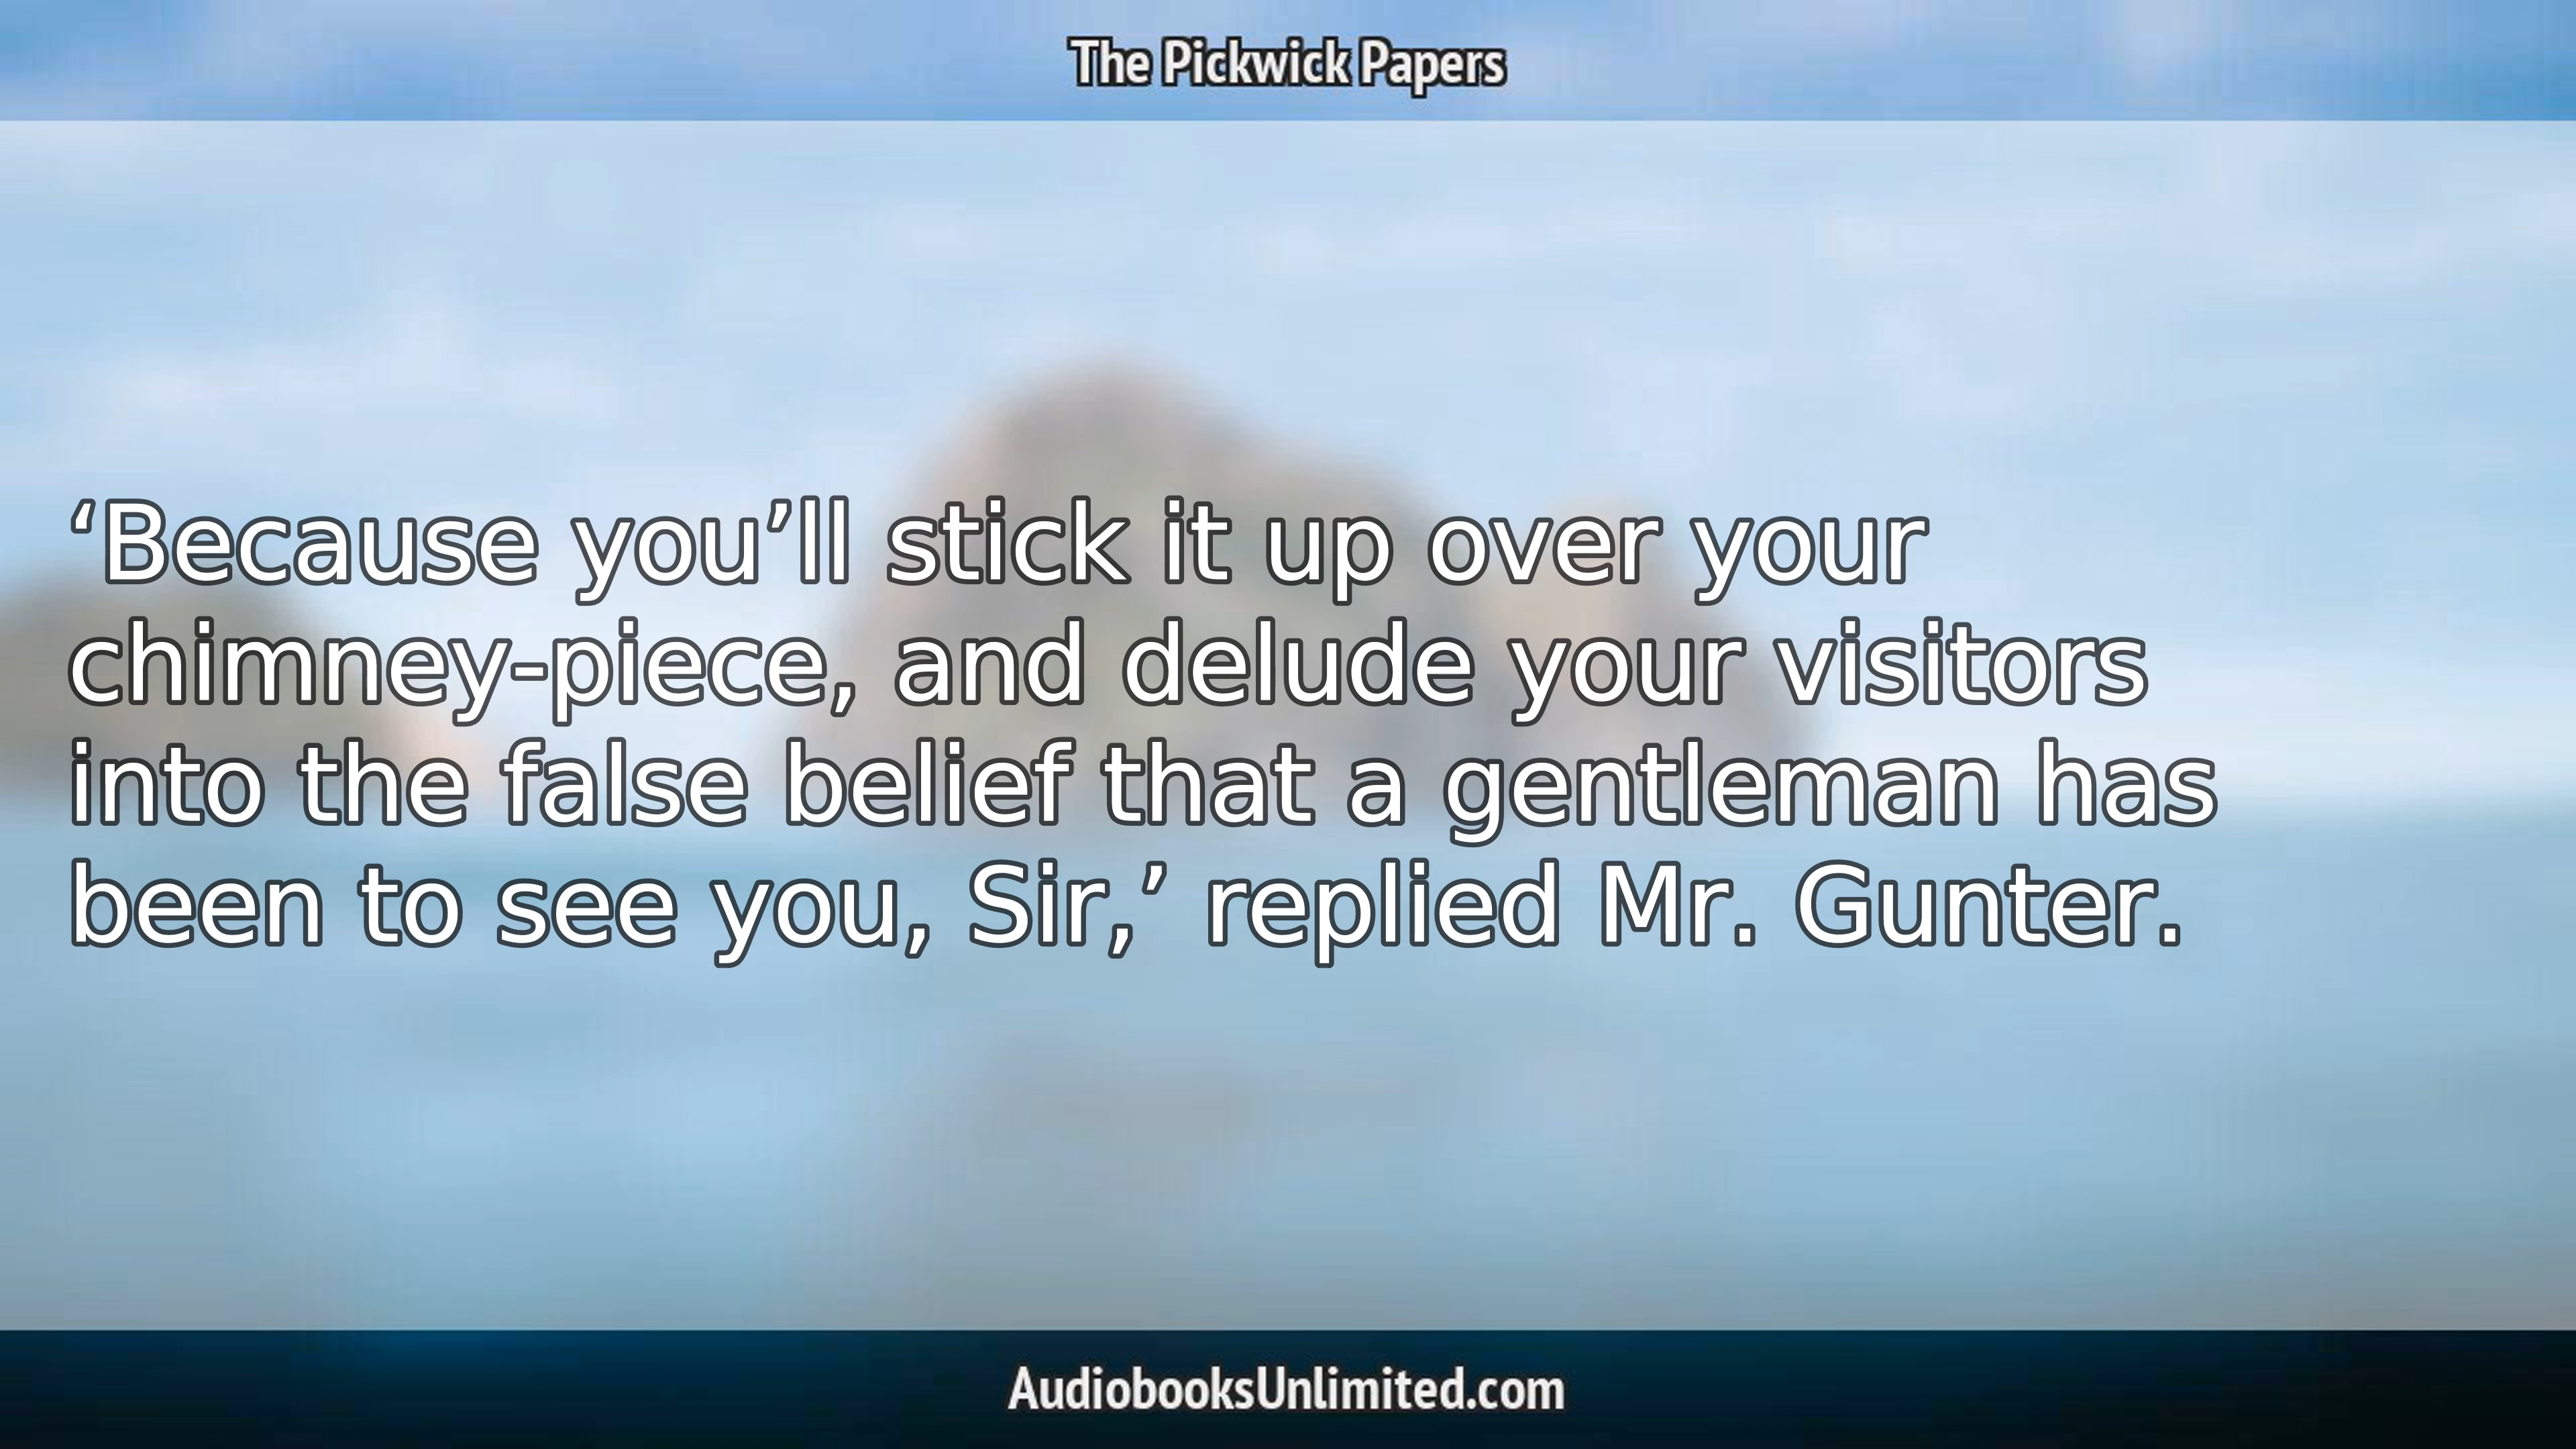 The Pickwick Papers
‘Because you’ll stick it up over your
chimney-piece, and delude your visitors
into the false belief that a gentleman has
been to see you, Sir,’ replied Mr. Gunter.
AudiobooksUnlimited.com